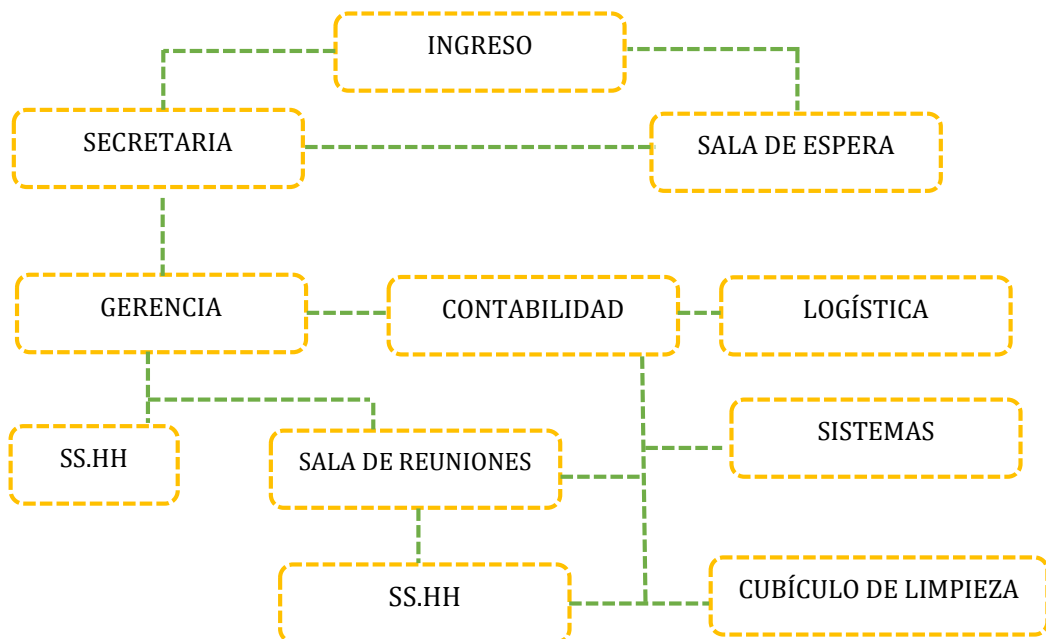 INGRESO
SECRETARIA
SALA DE ESPERA
GERENCIA
CONTABILIDAD
LOGÍSTICA
SISTEMAS
SS.HH
SALA DE REUNIONES
SS.HH
CUBÍCULO DE LIMPIEZA